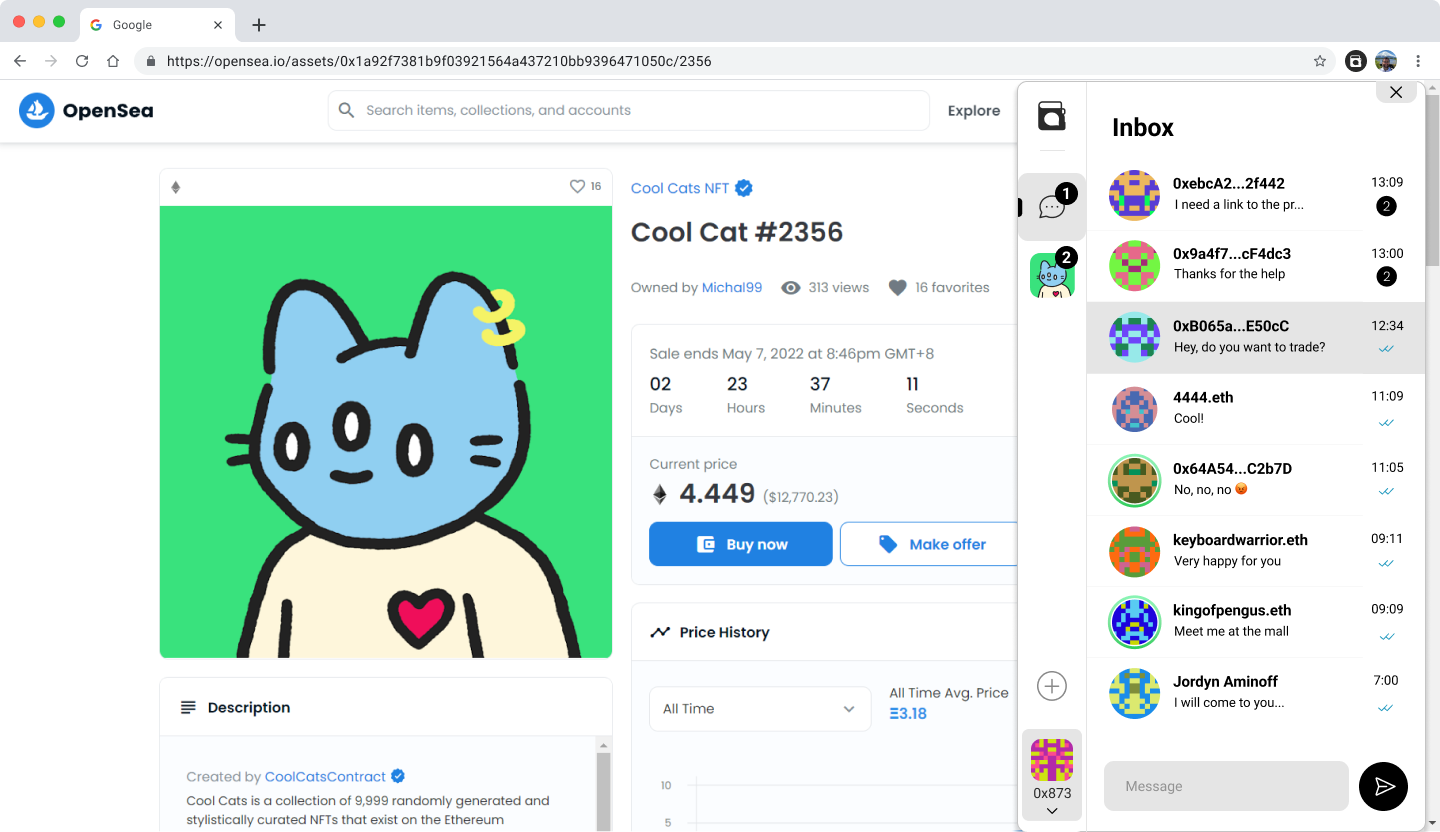 Google
https://opensea.io/assets/0x1a92f7381b9f03921564a437210bb9396471050c/2356
OpenSea
Search items, collections, and accounts
Explore
16
Cool Cats NFT
Cool Cat #2356
Owned by Michal99 313 views 16 favorites
Sale ends May 7, 2022 at 8:46pm GMT+8
02 23 37 11
Days Hours Minutes Seconds
Current price
4.449 ($12,770.23)
Buy now Make offer
Price History
All Time
All Time Avg. Price
Ξ3.18
10
5
Description
Created by CoolCatsContract
Cool Cats is a collection of 9,999 randomly generated and
stylistically curated NFTs that exist on the Ethereum
1
2
0x873
Inbox
0xebcA2...2f442 13:09
I need a link to the pr... 2
0x9a4f7...cF4dc3 13:00
Thanks for the help 2
0xB065a...E50cC 12:34
Hey, do you want to trade?
4444.eth 11:09
Cool!
0x64A54...C2b7D 11:05
No, no, no 😡
keyboardwarrior.eth 09:11
Very happy for you
kingofpengus.eth 09:09
Meet me at the mall
Jordyn Aminoff 7:00
I will come to you...
Message